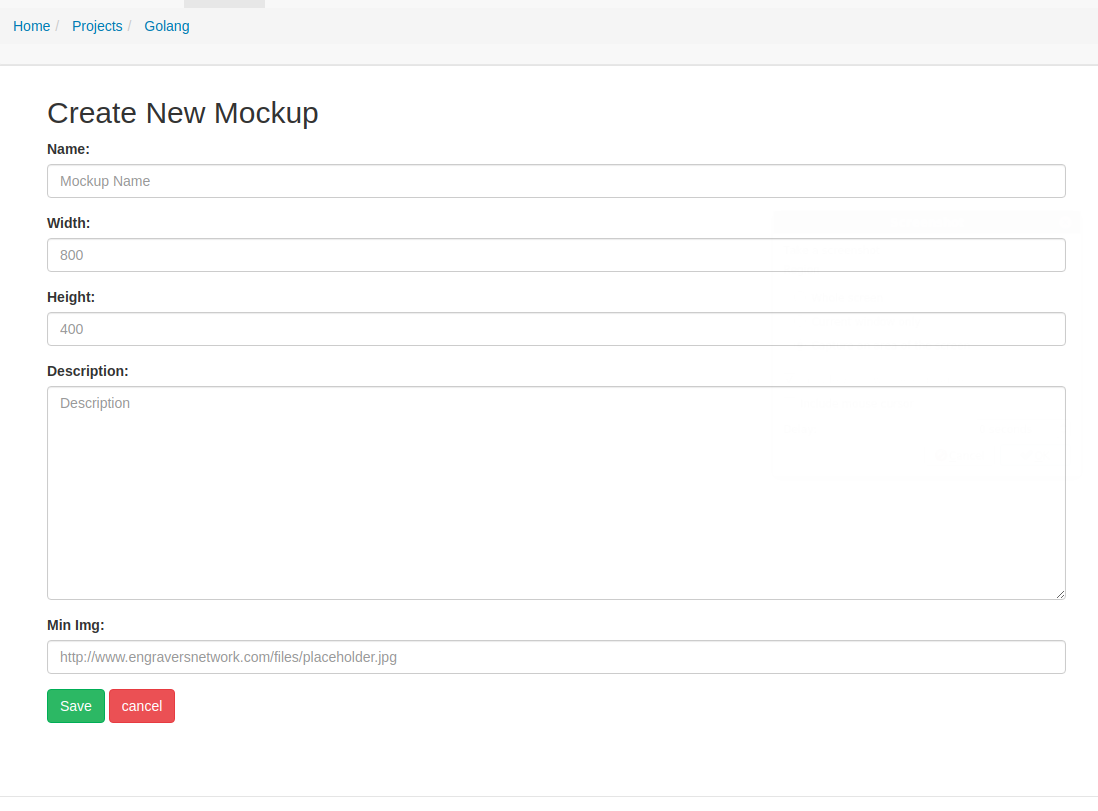 Home / Projects / Golang
Create New Mockup
Name:
Mockup Name
Width:
800
Height:
400
Description:
Description
Min Img:
http://www.engraversnetwork.com/files/placeholder.jpg
Save cancel